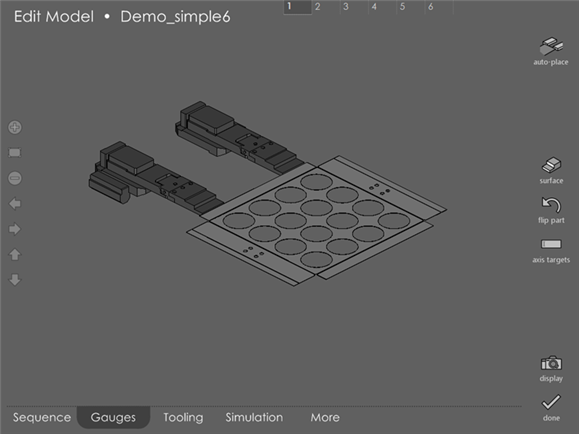 Edit Model • Demo_simple6
1 2 3 4 5 6
auto-place
surface
flip part
axis targets
display
done
Sequence Gauges Tooling Simulation More